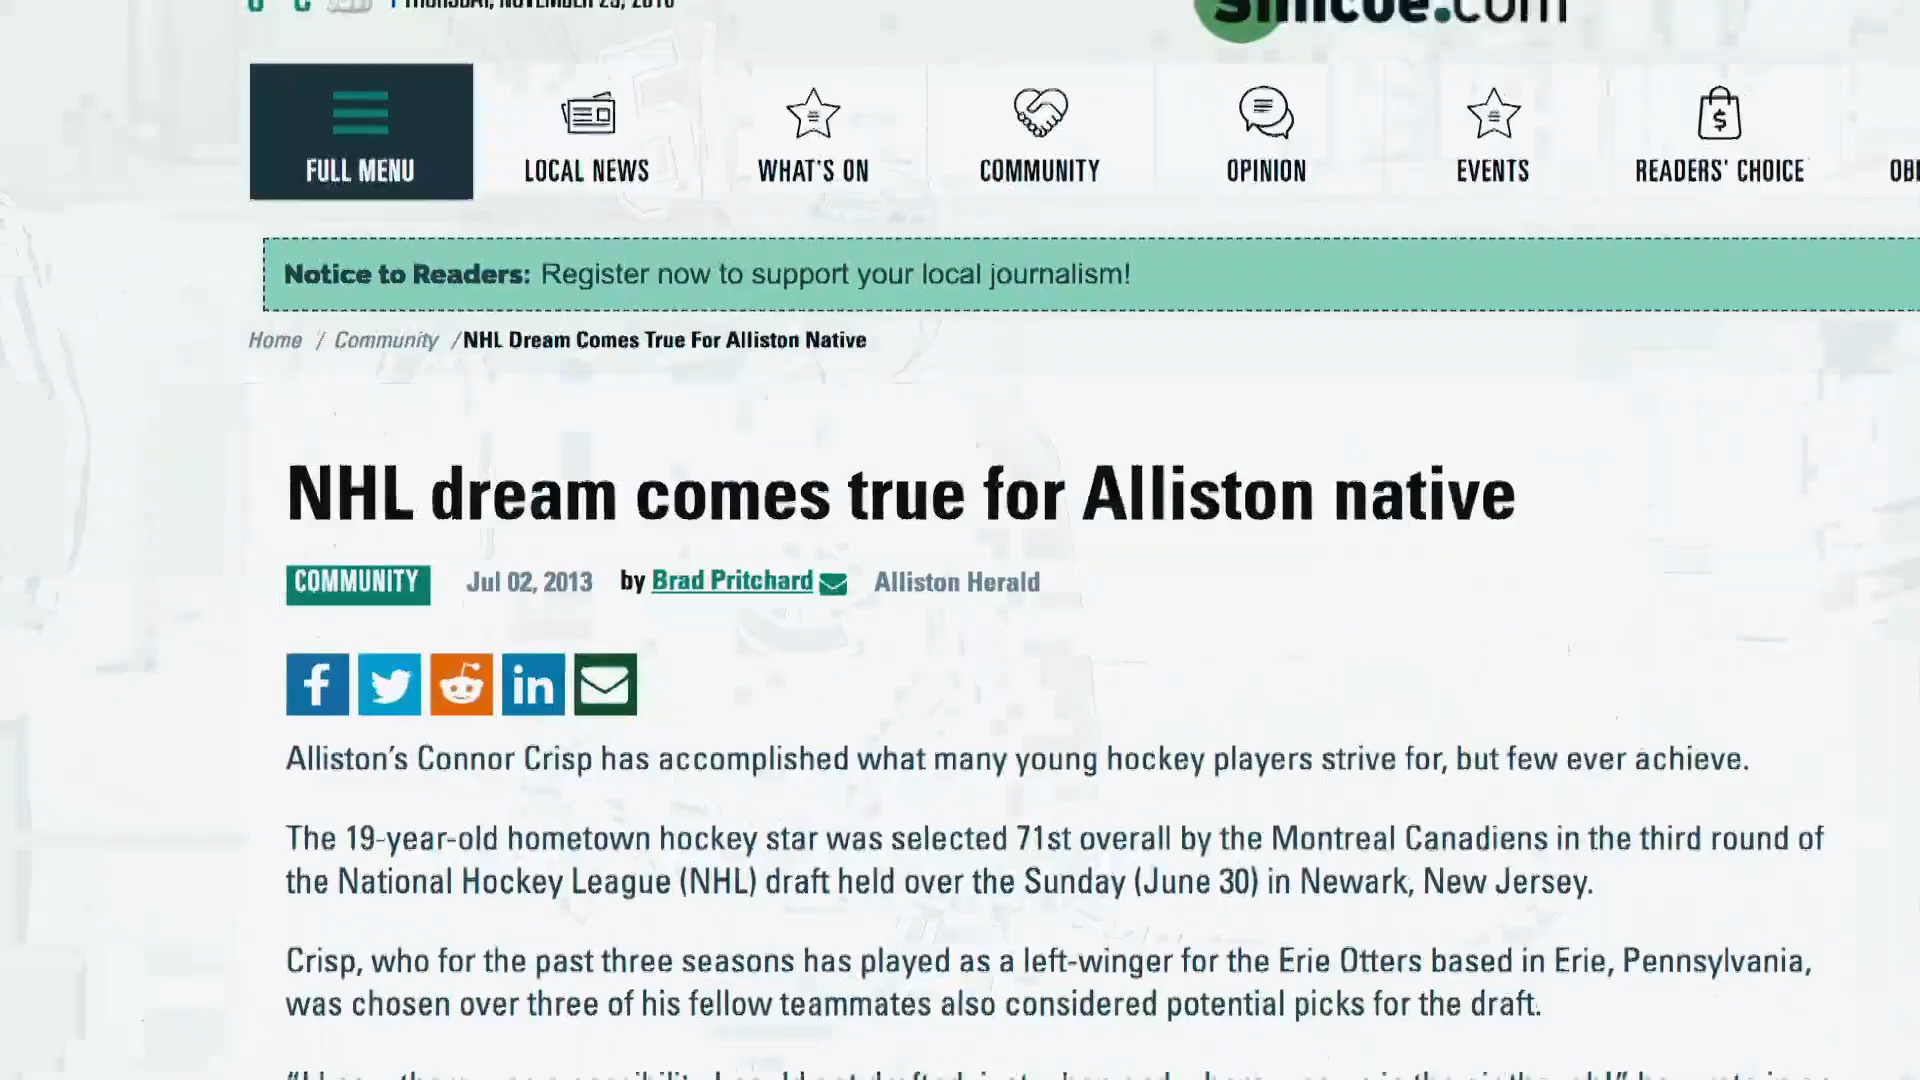 THURSDAY, NOVEMBER
simcoe.com
FULL MENU
LOCAL NEWS
WHAT'S ON
COMMUNITY
OPINION
EVENTS
READERS' CHOICE
Notice to Readers: Register now to support your local journalism!
Home / Community / NHL Dream Comes True For Alliston Native
NHL dream comes true for Alliston native
COMMUNITY Jul 02, 2013 by Brad Pritchard Alliston Herald
Alliston’s Connor Crisp has accomplished what many young hockey players strive for, but few ever achieve.
The 19-year-old hometown hockey star was selected 71st overall by the Montreal Canadiens in the third round of
the National Hockey League (NHL) draft held over the Sunday (June 30) in Newark, New Jersey.
Crisp, who for the past three seasons has played as a left-winger for the Erie Otters based in Erie, Pennsylvania,
was chosen over three of his fellow teammates also considered potential picks for the draft.